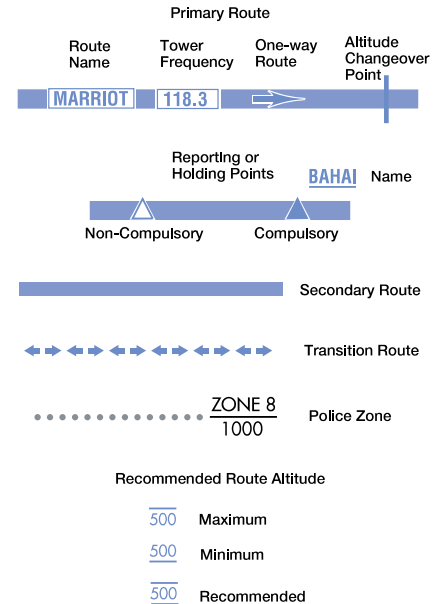 Primary Route
Route Name
Tower Frequency
One-way Route
Altitude Changeover Point
MARRIOT 118.3
Reporting or
Holding Points
BAHAI Name
Non-Compulsory Compulsory
Secondary Route
Transition Route
ZONE 8
1000
Police Zone
Recommended Route Altitude
500 Maximum
500 Minimum
500 Recommended